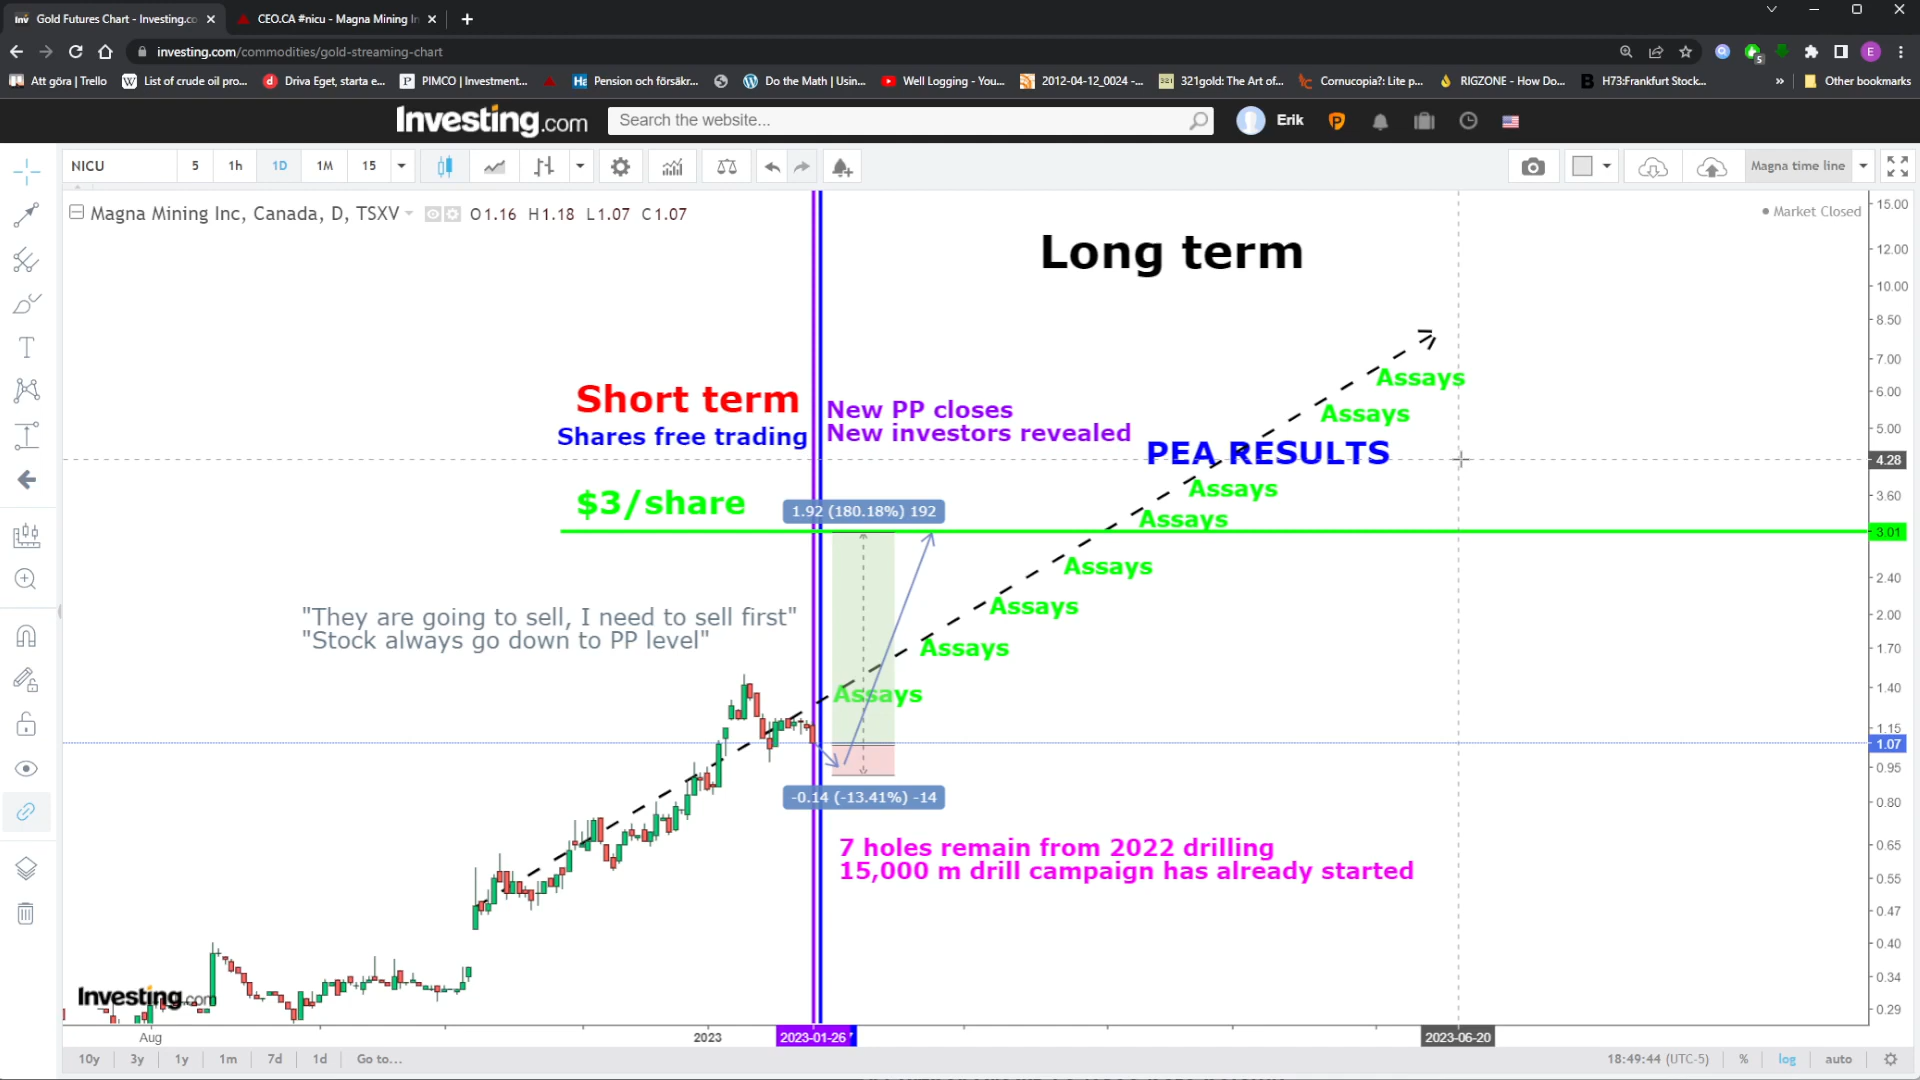 Gold Futures Chart - Investing.co
CEO.CA #nicu - Magna Mining In
investing.com/commodities/gold-streaming-chart
5
E
Att göra | Trello
List of crude oil pro...
Driva Eget, starta e...
PIMCO | Investment...
Pension och försäkr...
Do the Math | Usin...
Well Logging - You...
2012-04-12_0024 -...
321gold: The Art of...
Cornucopia?: Lite p...
RIGZONE - How Do...
H73:Frankfurt Stock...
»
Other bookmarks
Investing.com
Search the website...
Erik
NICU
5
1h
1D
1M
15
Magna time line
Magna Mining Inc, Canada, D, TSXV
O1.16 H1.18 L1.07 C1.07
Market Closed
Long term
Short term
Shares free trading
New PP closes
New investors revealed
PEA RESULTS
$3/share
1.92 (180.18%) 192
Assays
Assays
Assays
Assays
Assays
Assays
Assays
Assays
"They are going to sell, I need to sell first"
"Stock always go down to PP level"
-0.14 (-13.41%) -14
7 holes remain from 2022 drilling
15,000 m drill campaign has already started
15.00
12.00
10.00
8.50
7.00
6.00
5.00
4.28
3.60
3.01
2.40
2.00
1.70
1.40
1.15
1.07
0.95
0.80
0.65
0.55
0.47
0.40
0.34
0.29
Investing.com
Aug
2023
2023-01-26
2023-06-20
10y
3y
1y
1m
7d
1d
Go to...
18:49:44 (UTC-5)
%
log
auto